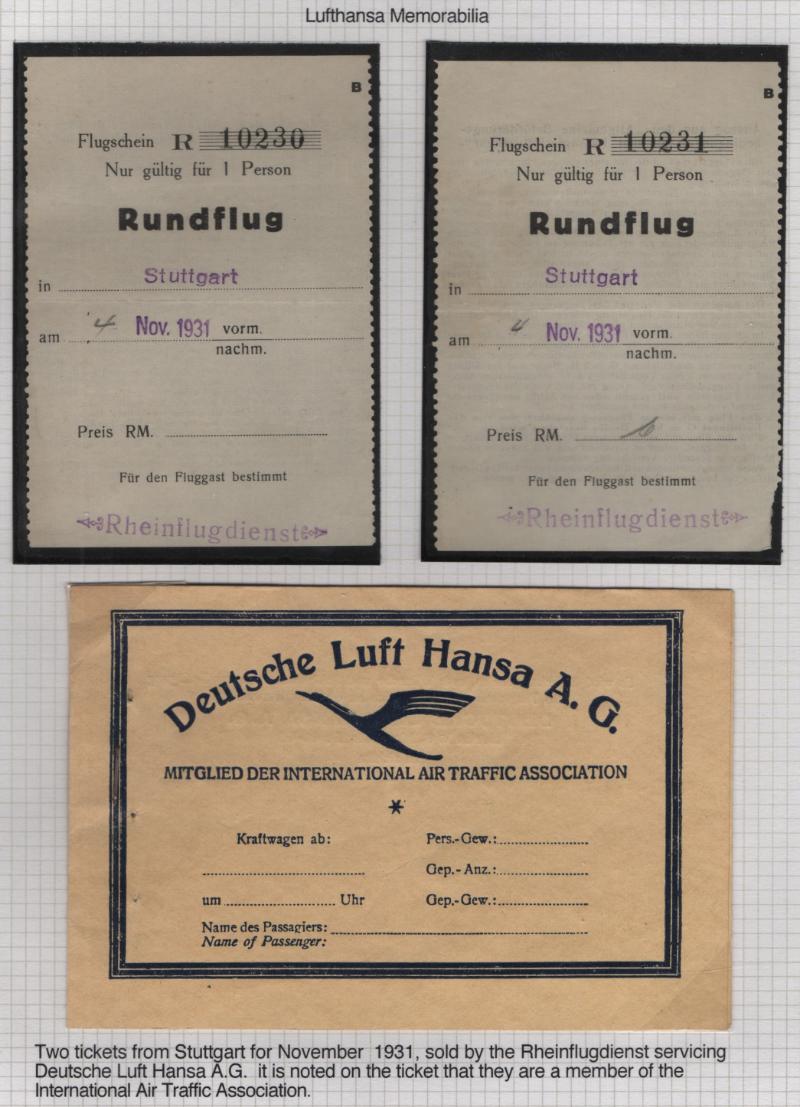 Lufthansa Memorabilia
B
Flugschein R 10230
Nur gültig für 1 Person
Rundflug
in Stuttgart
am 4 Nov. 1931 vorm.
nachm.
Preis RM.
Für den Fluggast bestimmt
Rheinflugdienst
B
Flugschein R 10231
Nur gültig für 1 Person
Rundflug
in Stuttgart
am 4 Nov. 1931 vorm.
nachm.
Preis RM.
Für den Fluggast bestimmt
Rheinflugdienst
Deutsche Luft Hansa A. G.
MITGLIED DER INTERNATIONAL AIR TRAFFIC ASSOCIATION
*
Kraftwagen ab:
um Uhr
Pers.-Gew.:
Gep.-Anz.:
Gep.-Gew.:
Name des Passagiers:
Name of Passenger:
Two tickets from Stuttgart for November 1931, sold by the Rheinflugdienst servicing
Deutsche Luft Hansa A.G. it is noted on the ticket that they are a member of the
International Air Traffic Association.